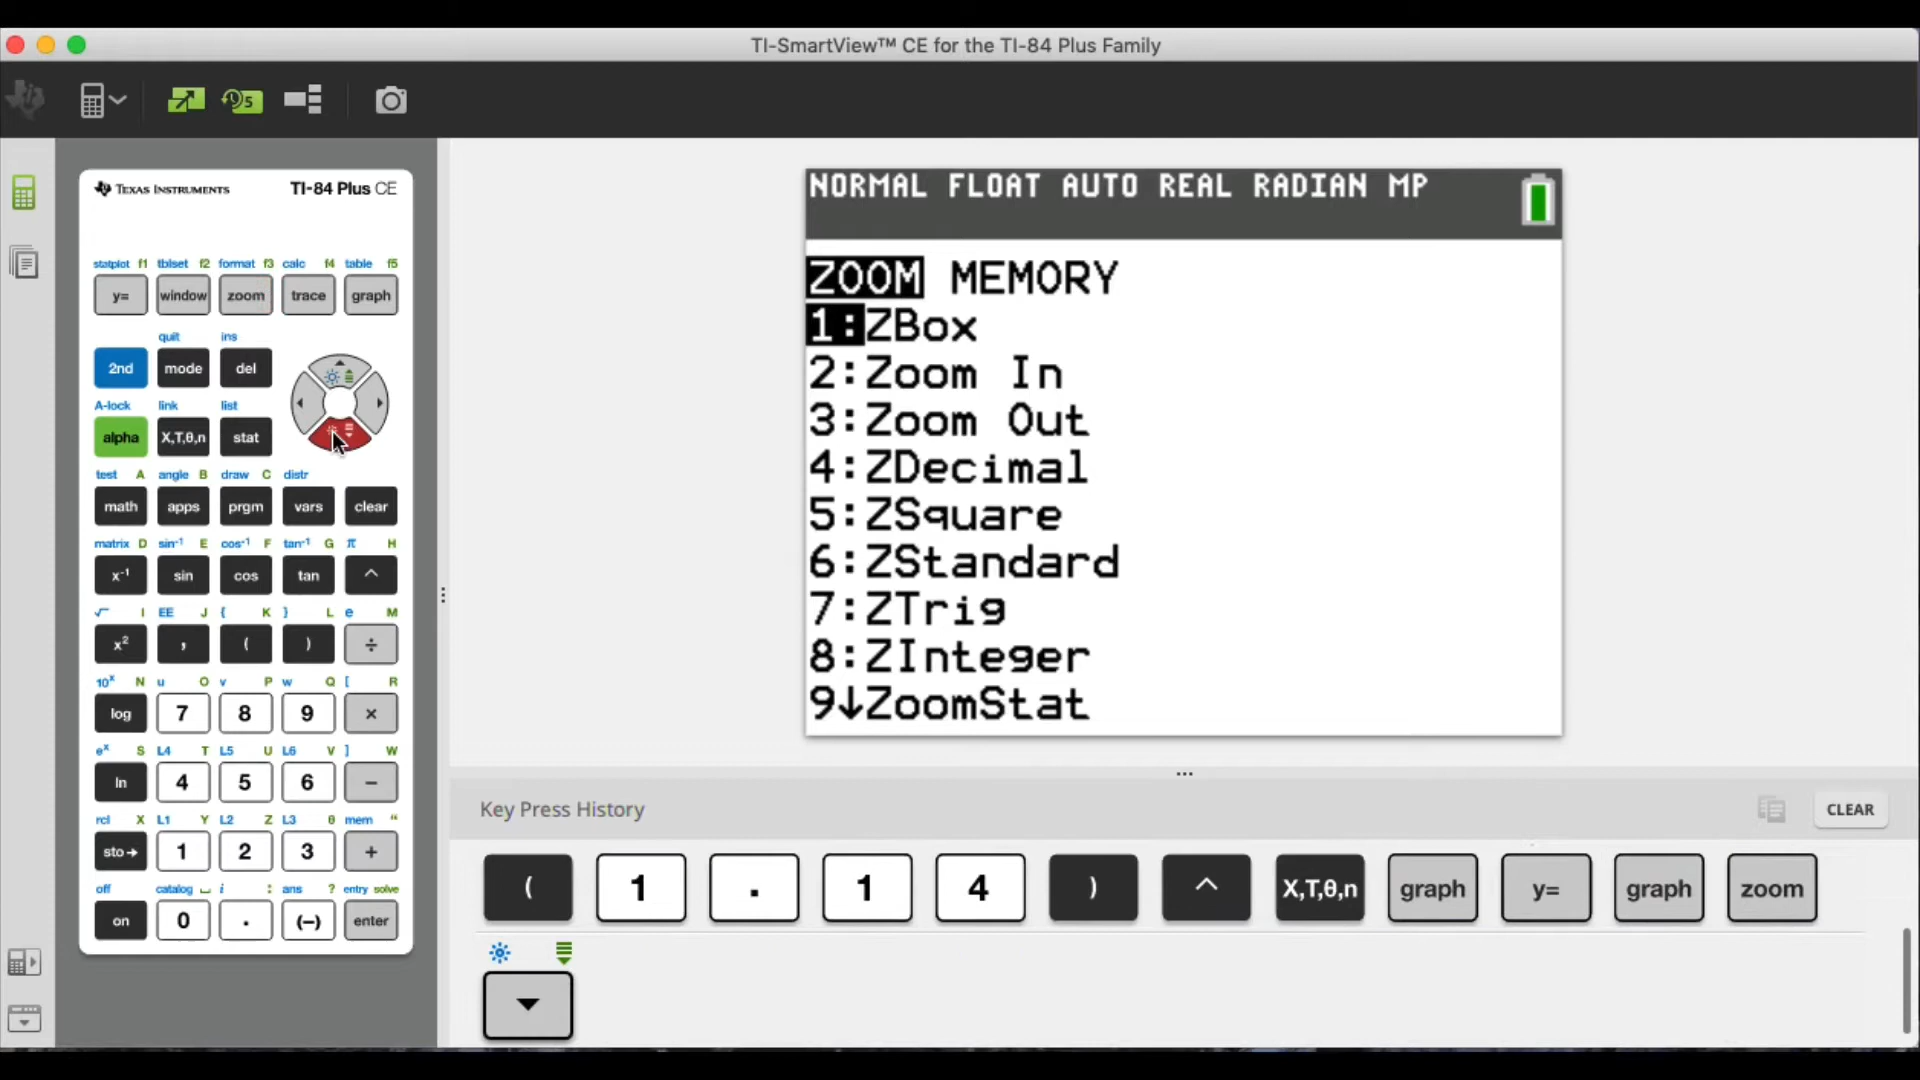 TI-SmartView™ CE for the TI-84 Plus Family
5
TEXAS INSTRUMENTS TI-84 Plus CE
statplot f1 tblset f2 format f3 calc f4 table f5
y= window zoom trace graph
quit ins
2nd mode del
A-lock link list
alpha X,T,θ,n stat
test A angle B draw C distr
math apps prgm vars clear
matrix D sin⁻¹ E cos⁻¹ F tan⁻¹ G π H
x⁻¹ sin cos tan ^
√ I EE J { K } L e M
x² , ( ) ÷
10ˣ N u O v P w Q [ R
log 7 8 9 ×
eˣ S L4 T L5 U L6 V ] W
ln 4 5 6 −
rcl X L1 Y L2 Z L3 θ mem “
sto→ 1 2 3 +
off catalog ⎵ i : ans ? entry solve
on 0 . (−) enter
NORMAL FLOAT AUTO REAL RADIAN MP
ZOOM MEMORY
1:ZBox
2:Zoom In
3:Zoom Out
4:ZDecimal
5:ZSquare
6:ZStandard
7:ZTrig
8:ZInteger
9↓ZoomStat
Key Press History CLEAR
( 1 . 1 4 ) ^ X,T,θ,n graph y= graph zoom